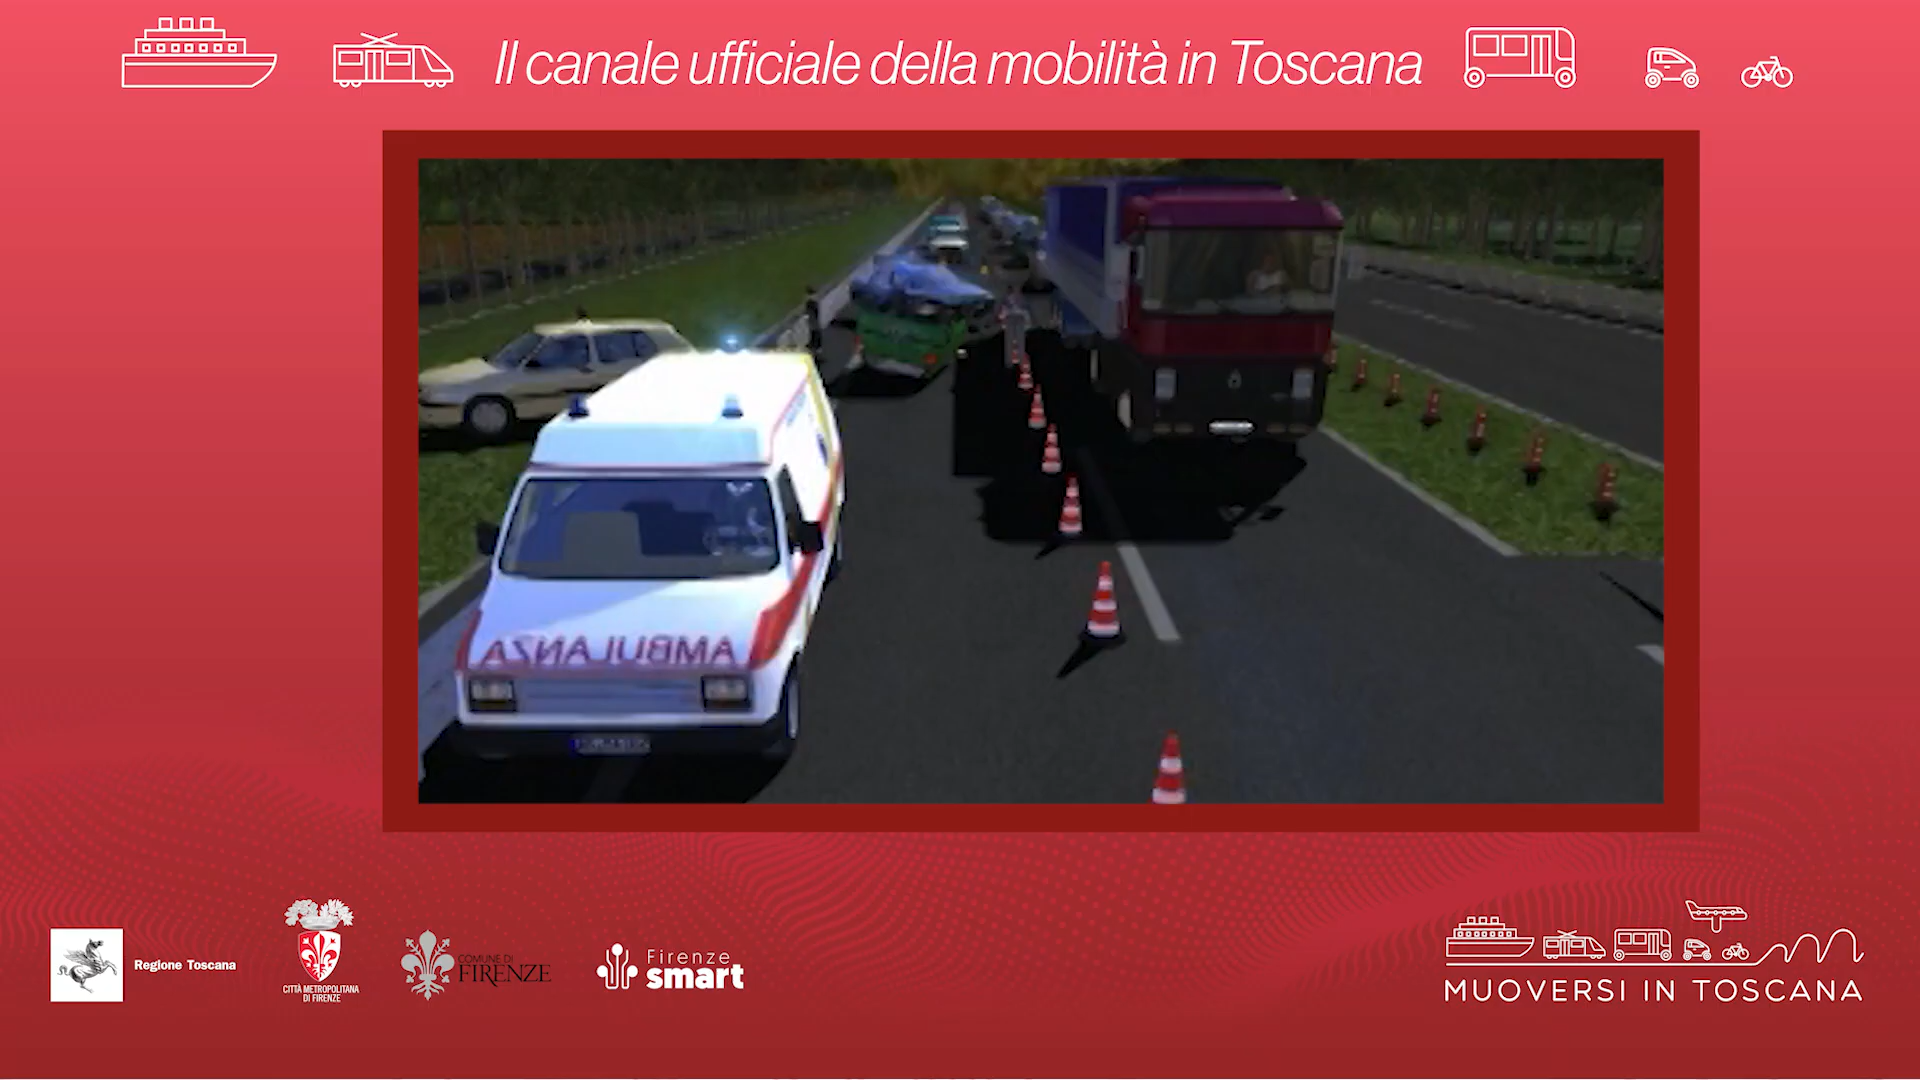 Il canale ufficiale della mobilità in Toscana
AMBULANZA
Regione Toscana
CITTÀ METROPOLITANA
DI FIRENZE
COMUNE DI
FIRENZE
Firenze
smart
MUOVERSI IN TOSCANA